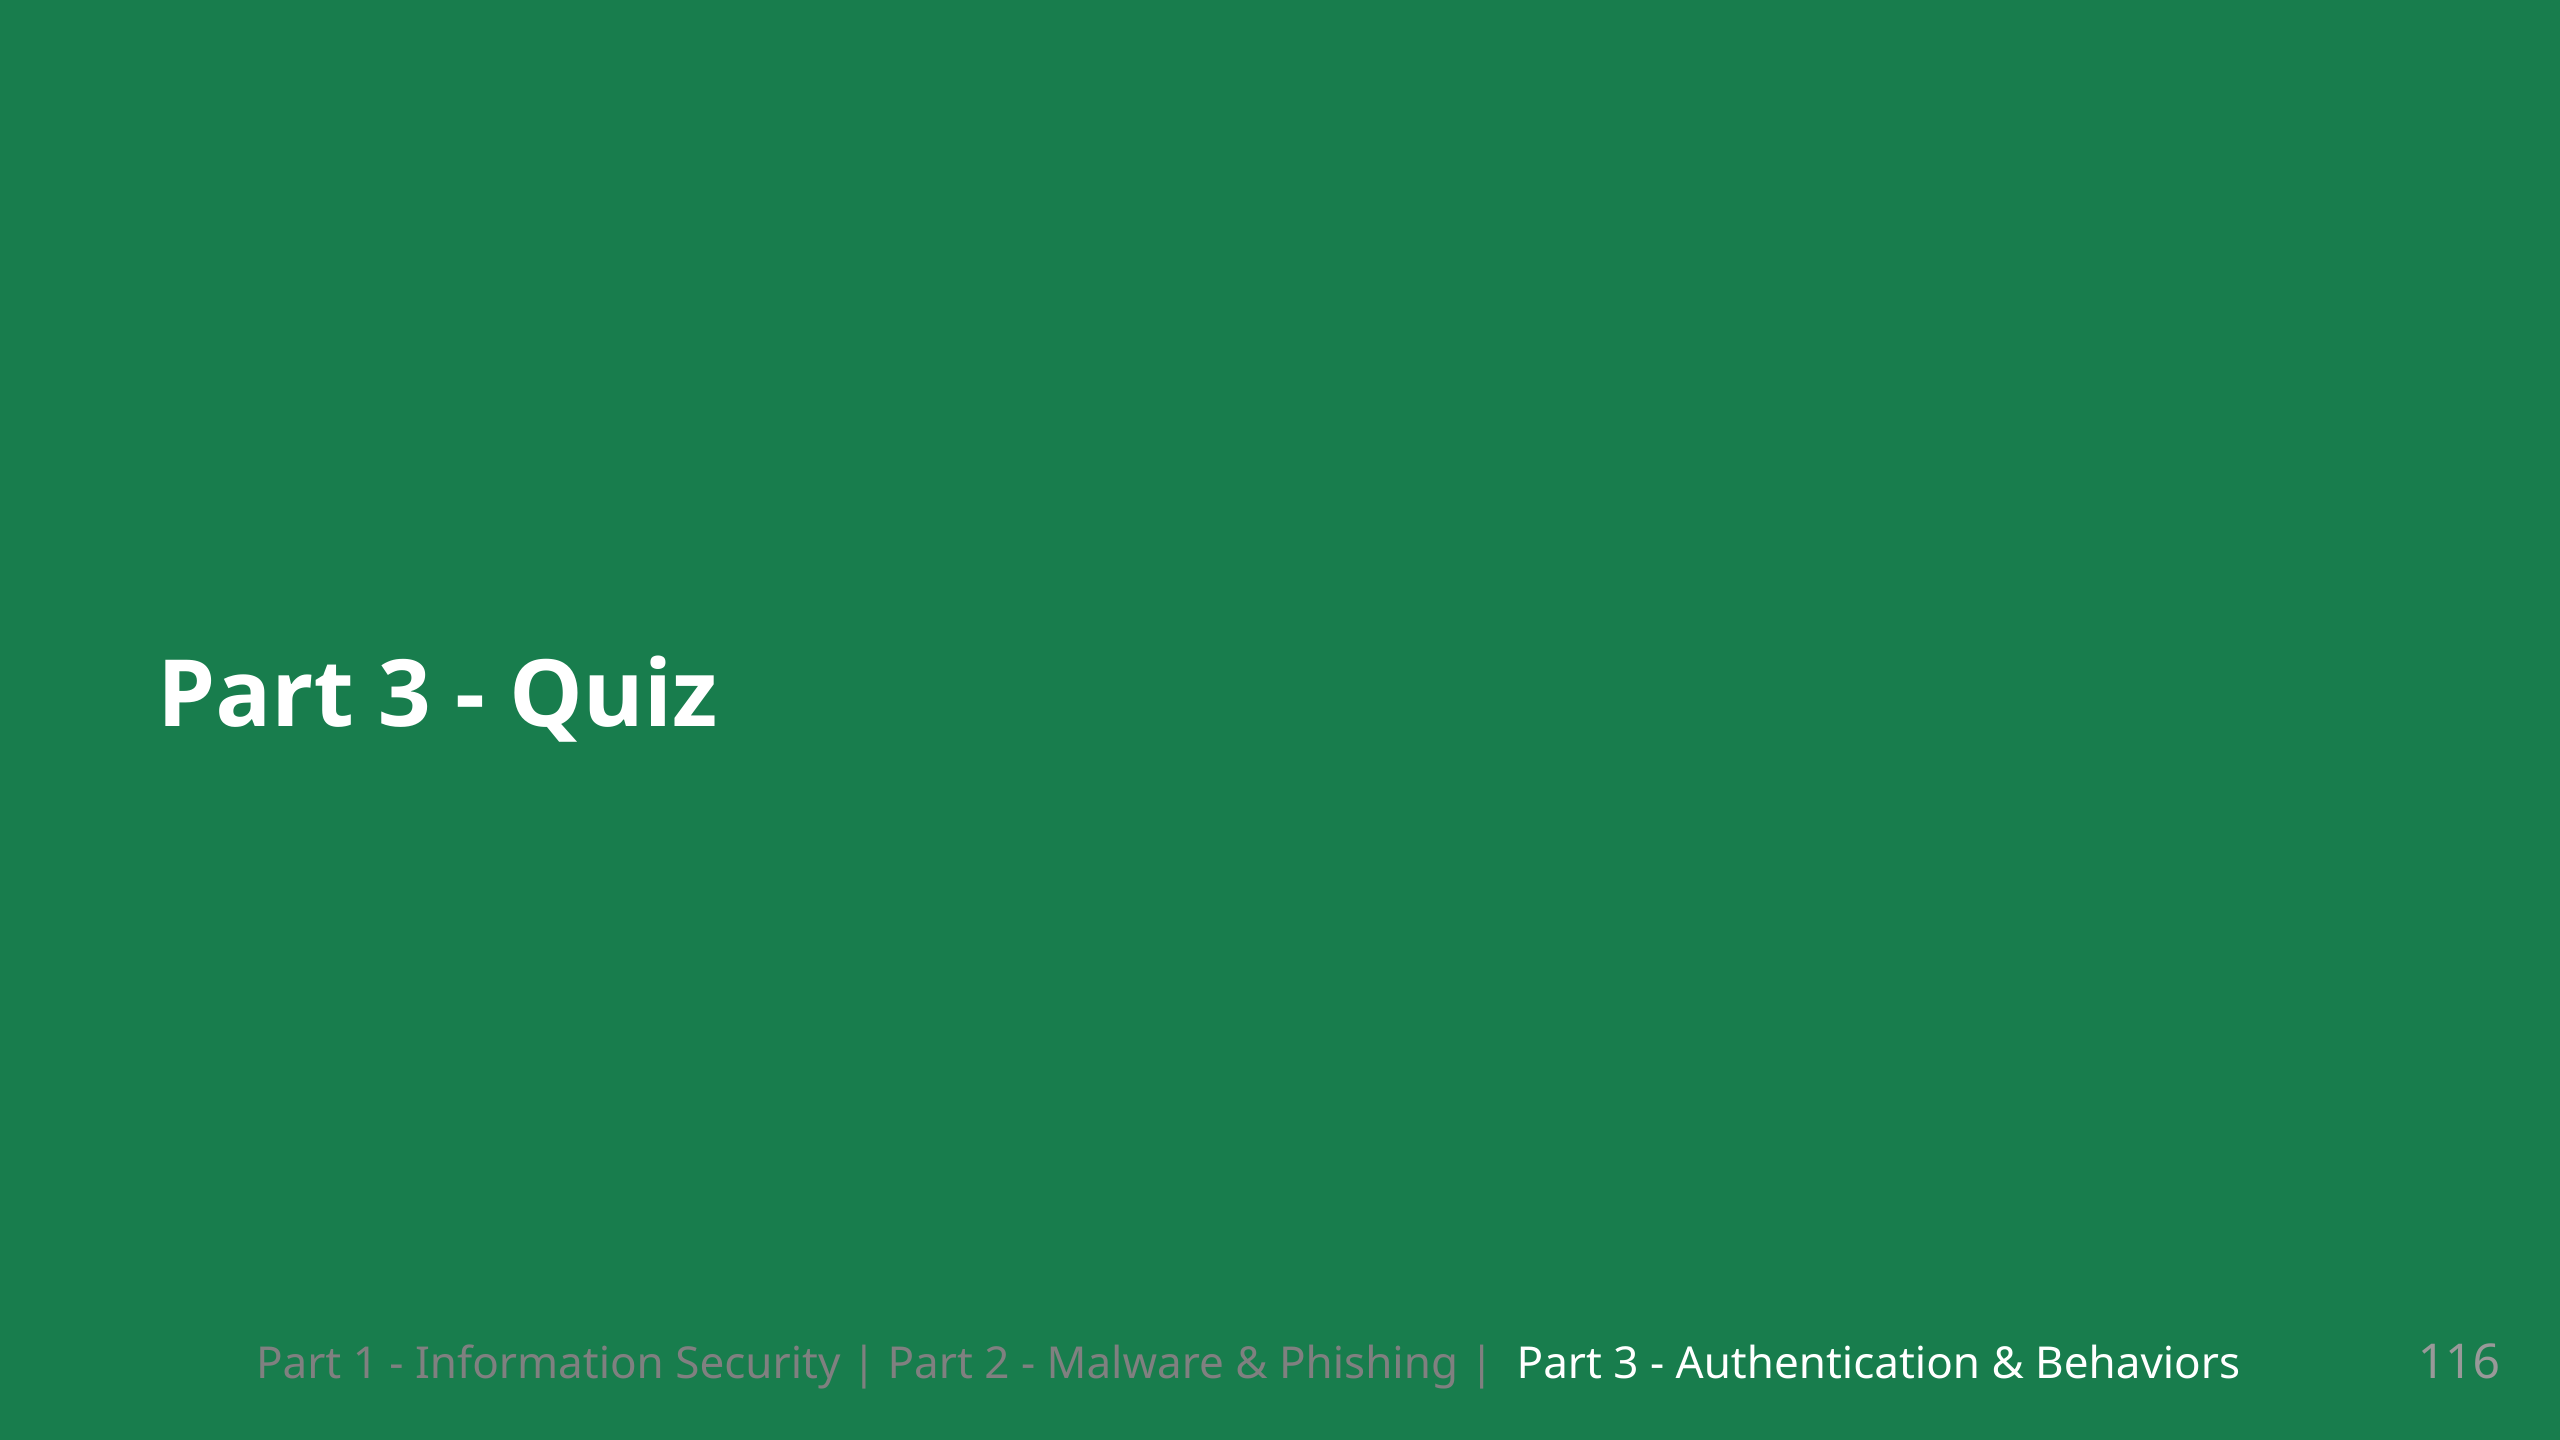 Part 3 - Quiz
Part 1 - Information Security | Part 2 - Malware & Phishing | Part 3 - Authentication & Behaviors 116